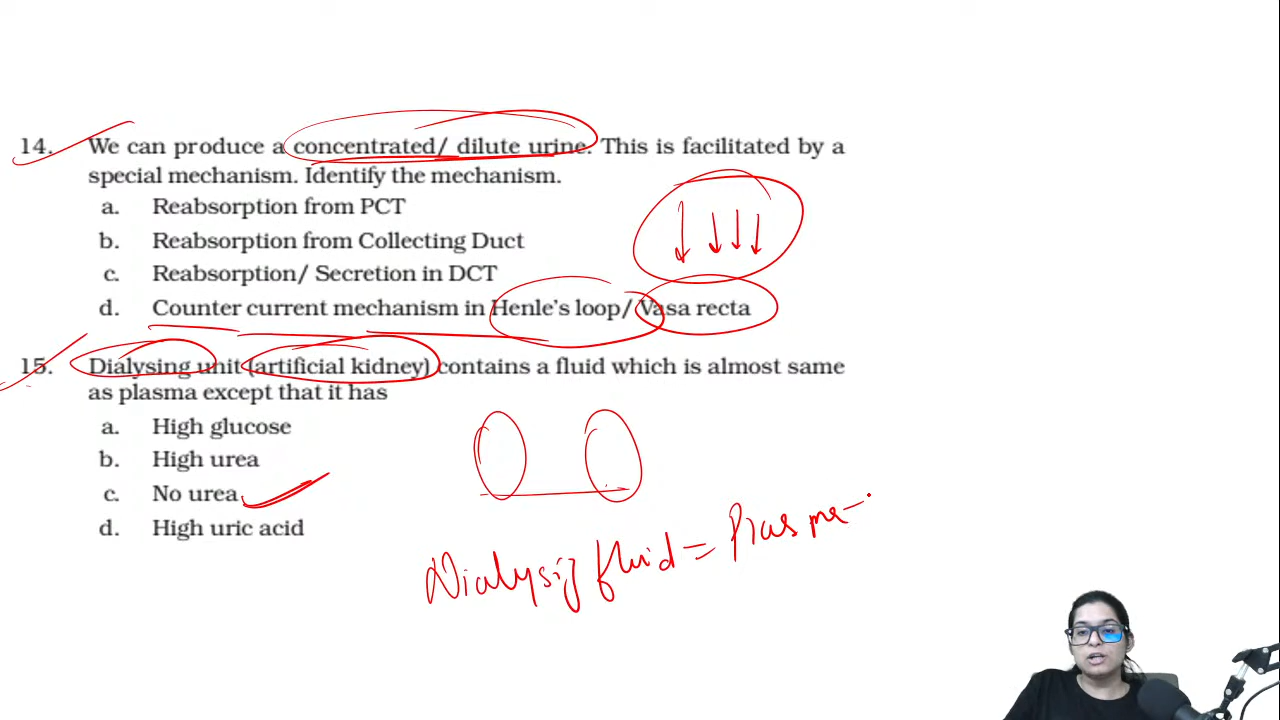 14. We can produce a concentrated/ dilute urine. This is facilitated by a
special mechanism. Identify the mechanism.
a. Reabsorption from PCT
b. Reabsorption from Collecting Duct
c. Reabsorption/ Secretion in DCT
d. Counter current mechanism in Henle's loop/ Vasa recta
15. Dialysing unit (artificial kidney) contains a fluid which is almost same
as plasma except that it has
a. High glucose
b. High urea
c. No urea
d. High uric acid
Dialysig fluid = Plasma -